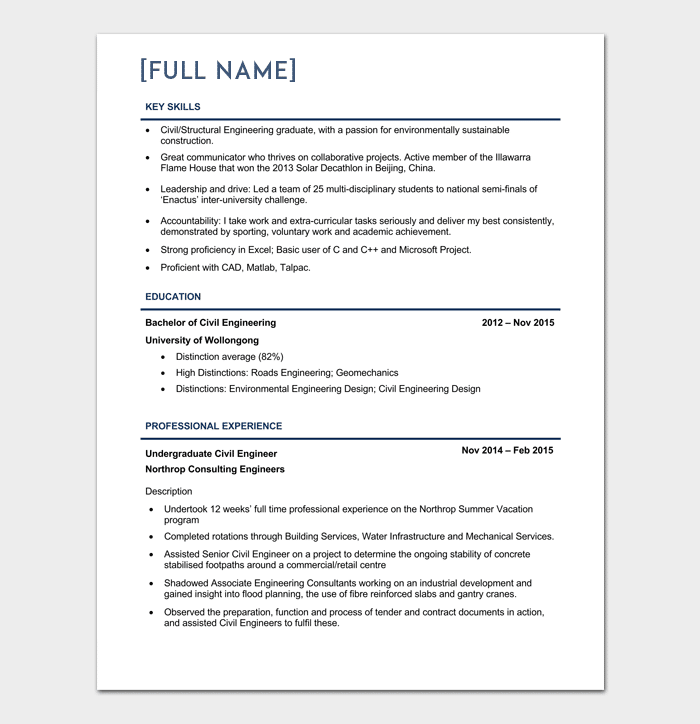 [FULL NAME]
KEY SKILLS
• Civil/Structural Engineering graduate, with a passion for environmentally sustainable
construction.
• Great communicator who thrives on collaborative projects. Active member of the Illawarra
Flame House that won the 2013 Solar Decathlon in Beijing, China.
• Leadership and drive: Led a team of 25 multi-disciplinary students to national semi-finals of
‘Enactus’ inter-university challenge.
• Accountability: I take work and extra-curricular tasks seriously and deliver my best consistently,
demonstrated by sporting, voluntary work and academic achievement.
• Strong proficiency in Excel; Basic user of C and C++ and Microsoft Project.
• Proficient with CAD, Matlab, Talpac.
EDUCATION
Bachelor of Civil Engineering 2012 – Nov 2015
University of Wollongong
• Distinction average (82%)
• High Distinctions: Roads Engineering; Geomechanics
• Distinctions: Environmental Engineering Design; Civil Engineering Design
PROFESSIONAL EXPERIENCE
Undergraduate Civil Engineer Nov 2014 – Feb 2015
Northrop Consulting Engineers
Description
• Undertook 12 weeks’ full time professional experience on the Northrop Summer Vacation
program
• Completed rotations through Building Services, Water Infrastructure and Mechanical Services.
• Assisted Senior Civil Engineer on a project to determine the ongoing stability of concrete
stabilised footpaths around a commercial/retail centre
• Shadowed Associate Engineering Consultants working on an industrial development and
gained insight into flood planning, the use of fibre reinforced slabs and gantry cranes.
• Observed the preparation, function and process of tender and contract documents in action,
and assisted Civil Engineers to fulfil these.